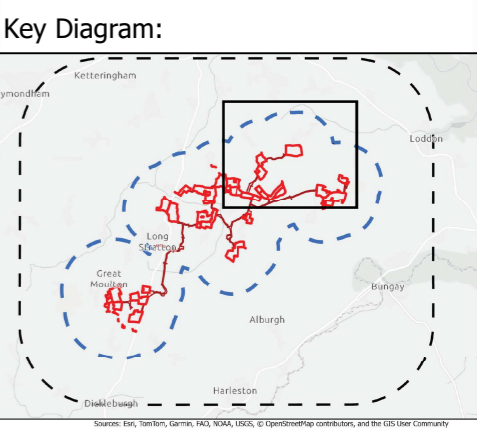 Key Diagram:
Ketteringham
ymondham
Loddon
Long
Stratton
Great
Moulton
Bungay
Alburgh
Harleston
Dickleburgh
Sources: Esri, TomTom, Garmin, FAO, NOAA, USGS, © OpenStreetMap contributors, and the GIS User Community